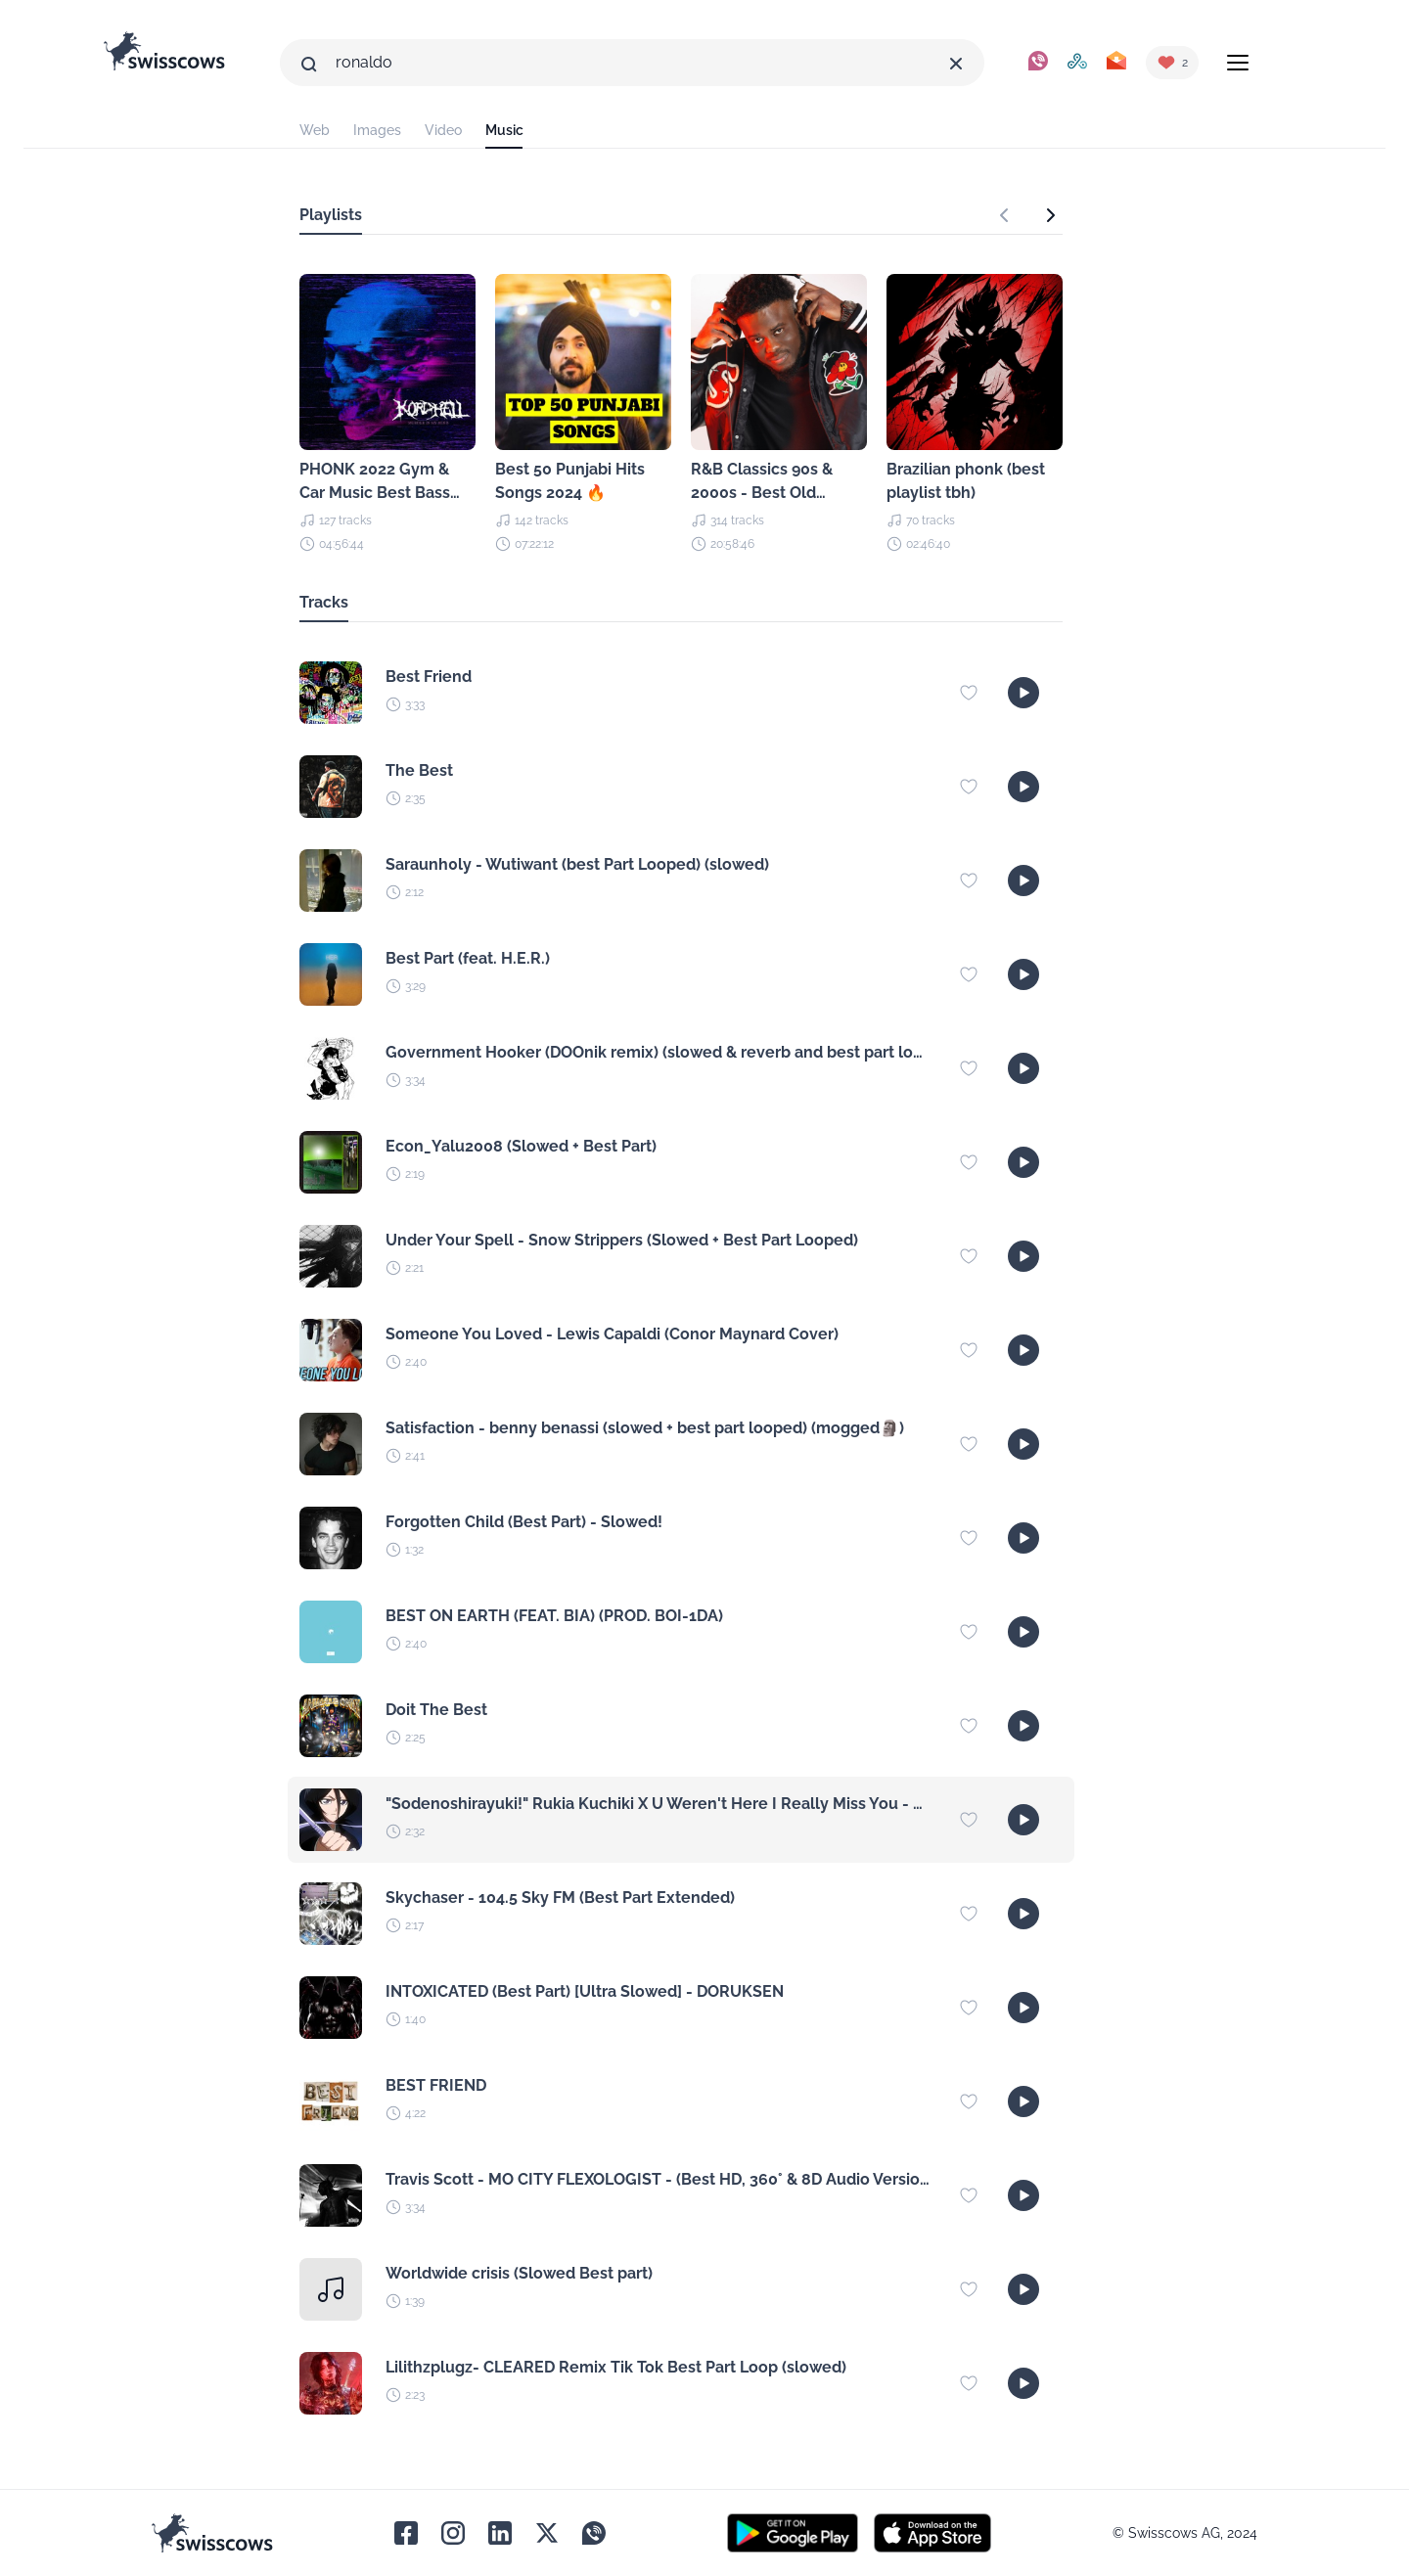 swisscows
ronaldo
2
Web Images Video Music
Playlists
KORDHELL
TOP 50 PUNJABI
SONGS
PHONK 2022 Gym &
Car Music Best Bass...
127 tracks
04:56:44
Best 50 Punjabi Hits
Songs 2024 🔥
142 tracks
07:22:12
R&B Classics 90s &
2000s - Best Old...
314 tracks
20:58:46
Brazilian phonk (best
playlist tbh)
70 tracks
02:46:40
Tracks
Best Friend
3:33
The Best
2:35
Saraunh0ly - Wutiwant (best Part Looped) (slowed)
2:12
Best Part (feat. H.E.R.)
3:29
Government Hooker (DOOnik remix) (slowed & reverb and best part lo...
3:34
Econ_Yalu2008 (Slowed + Best Part)
2:19
Under Your Spell - Snow Strippers (Slowed + Best Part Looped)
2:21
Someone You Loved - Lewis Capaldi (Conor Maynard Cover)
2:40
Satisfaction - benny benassi (slowed + best part looped) (mogged🗿)
2:41
Forgotten Child (Best Part) - Slowed!
1:32
BEST ON EARTH (FEAT. BIA) (PROD. BOI-1DA)
2:40
Doit The Best
2:25
"Sodenoshirayuki!" Rukia Kuchiki X U Weren't Here I Really Miss You - ...
2:32
Skychaser - 104.5 Sky FM (Best Part Extended)
2:17
INTOXICATED (Best Part) [Ultra Slowed] - DORUKSEN
1:40
BEST
FRIEND
BEST FRIEND
4:22
Travis Scott - MO CITY FLEXOLOGIST - (Best HD, 360° & 8D Audio Versio...
3:34
Worldwide crisis (Slowed Best part)
1:39
Lilithzplugz- CLEARED Remix Tik Tok Best Part Loop (slowed)
2:23
swisscows
GET IT ON
Google Play
Download on the
App Store
© Swisscows AG, 2024